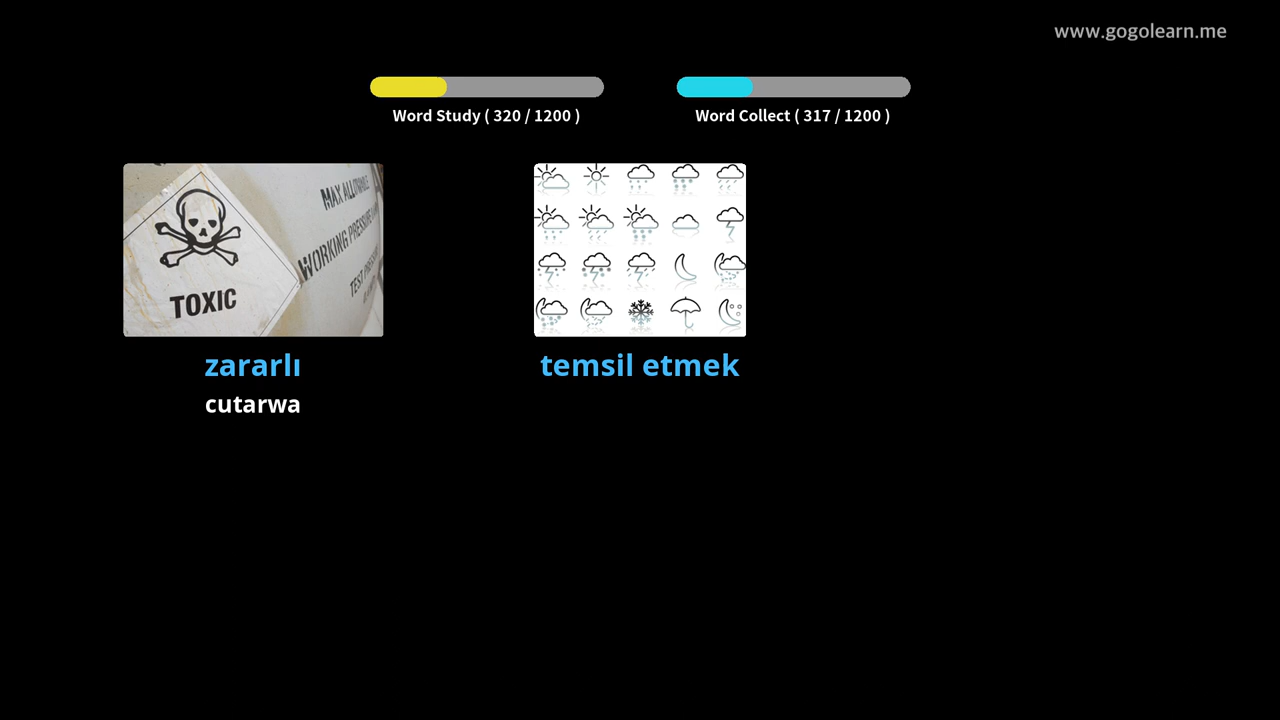 www.gogolearn.me
Word Study ( 320 / 1200 )
Word Collect ( 317 / 1200 )
MAX ALLOWABLE
WORKING PRESSURE
TEST
TOXIC
zararlı
temsil etmek
cutarwa